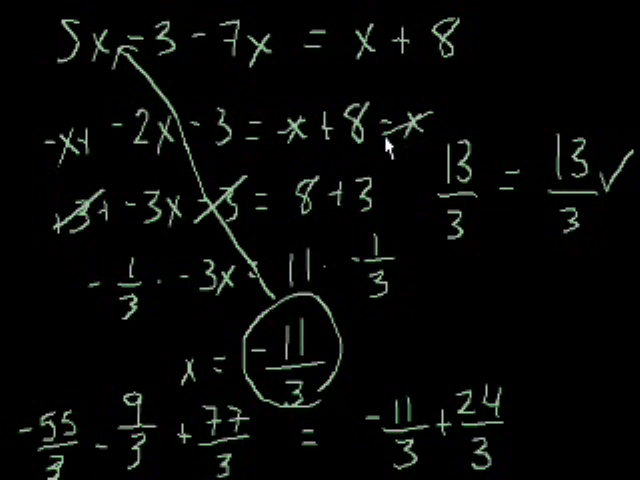 5x - 3 - 7x = x + 8
-x+ -2x - 3 = x + 8 - x
+3+ -3x - 3 = 8 + 3
-1/3 · -3x = 11 · -1/3
x = -11/3
-55/3 - 9/3 + 77/3 = -11/3 + 24/3
13/3 = 13/3 ✓